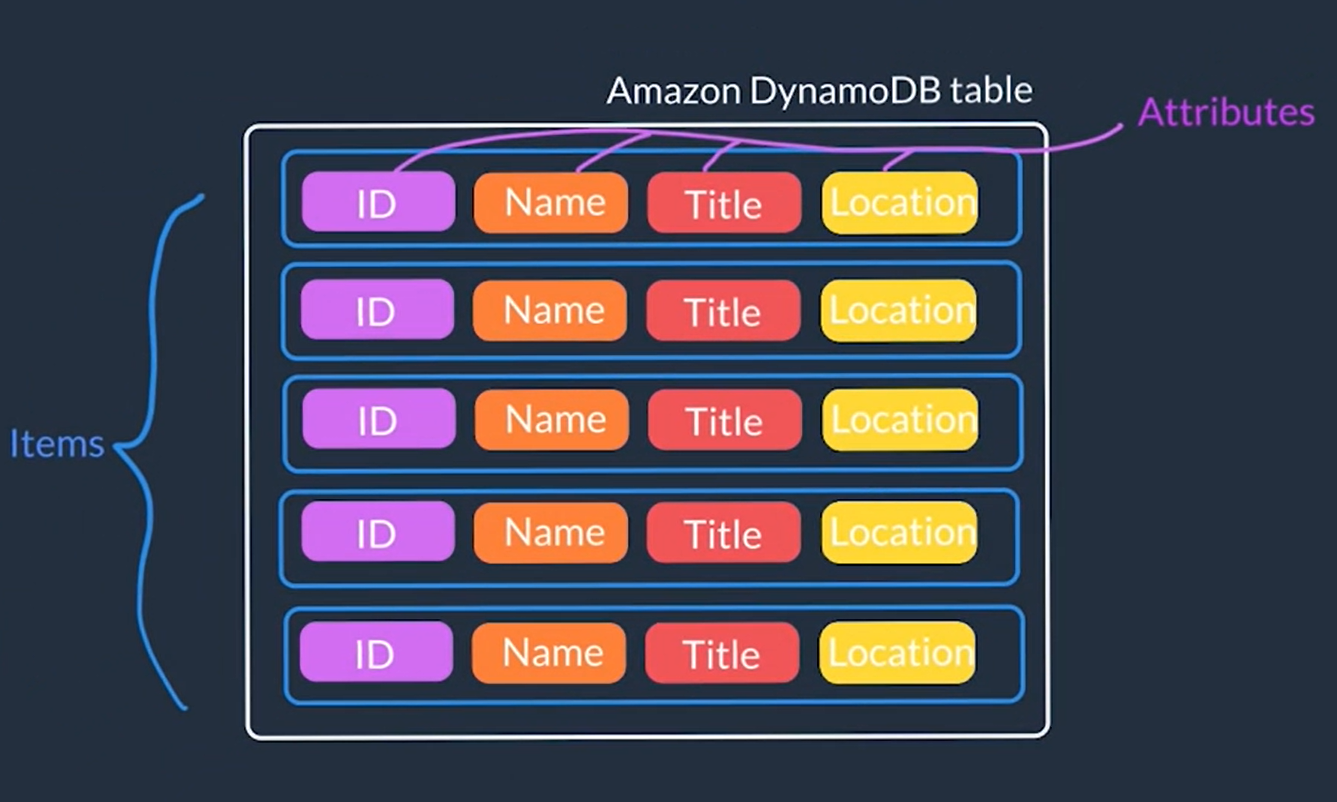 Amazon DynamoDB table
Attributes
ID Name Title Location
ID Name Title Location
ID Name Title Location
Items
ID Name Title Location
ID Name Title Location